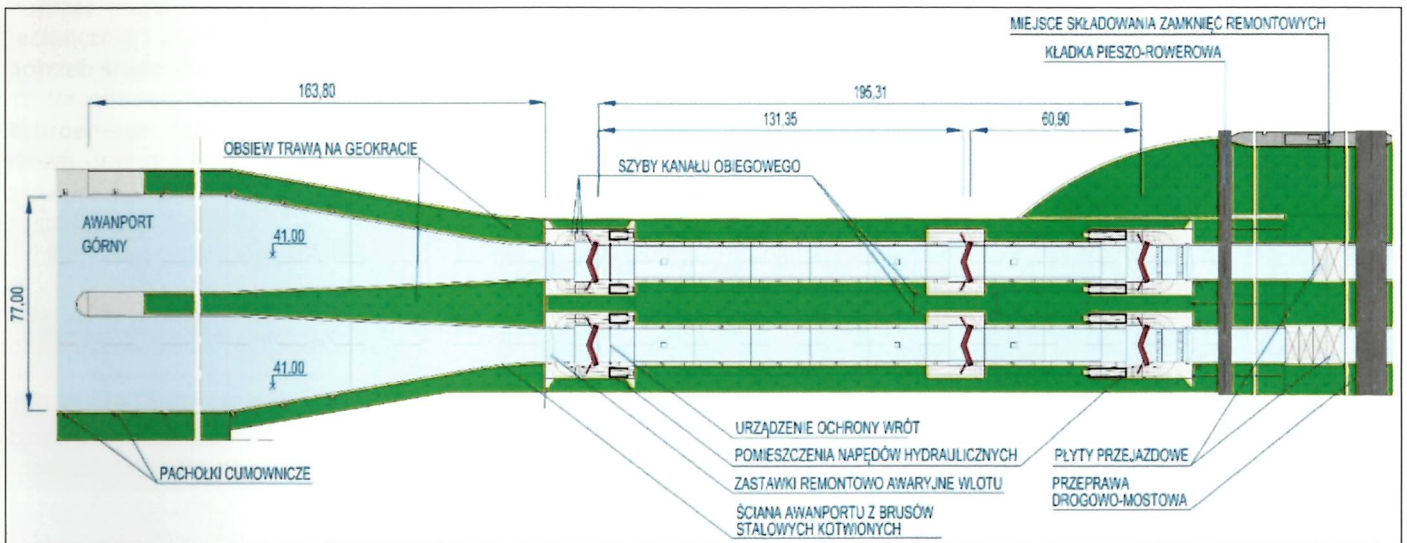 MIEJSCE SKŁADOWANIA ZAMKNIĘĆ REMONTOWYCH
KŁADKA PIESZO-ROWEROWA
163,80
195,31
131,35
60,90
OBSIEW TRAWĄ NA GEOKRACIE
SZYBY KANAŁU OBIEGOWEGO
AWANPORT
GÓRNY
41.00
77,00
41.00
URZĄDZENIE OCHRONY WRÓT
POMIESZCZENIA NAPĘDÓW HYDRAULICZNYCH
PŁYTY PRZEJAZDOWE
PACHOŁKI CUMOWNICZE
ZASTAWKI REMONTOWO AWARYJNE WLOTU
PRZEPRAWA
DROGOWO-MOSTOWA
ŚCIANA AWANPORTU Z BRUSÓW
STALOWYCH KOTWIONYCH